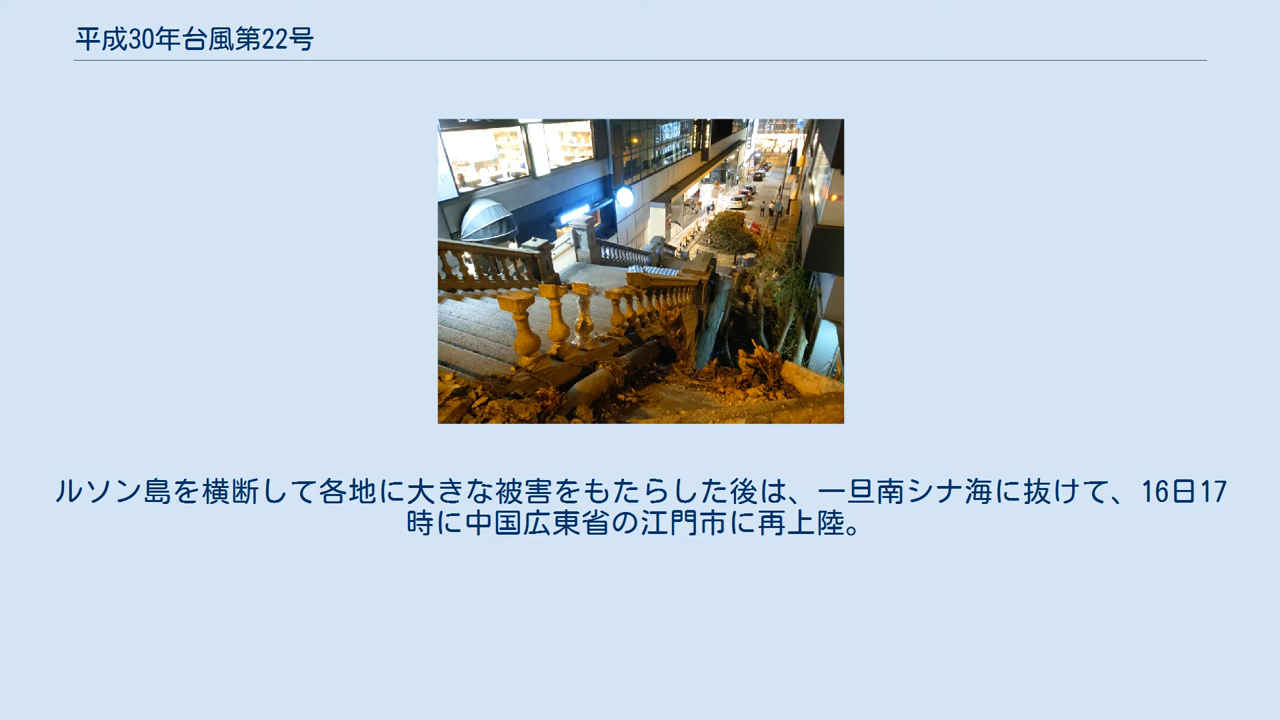 平成30年台風第22号
ルソン島を横断して各地に大きな被害をもたらした後は、一旦南シナ海に抜けて、16日17
時に中国広東省の江門市に再上陸。